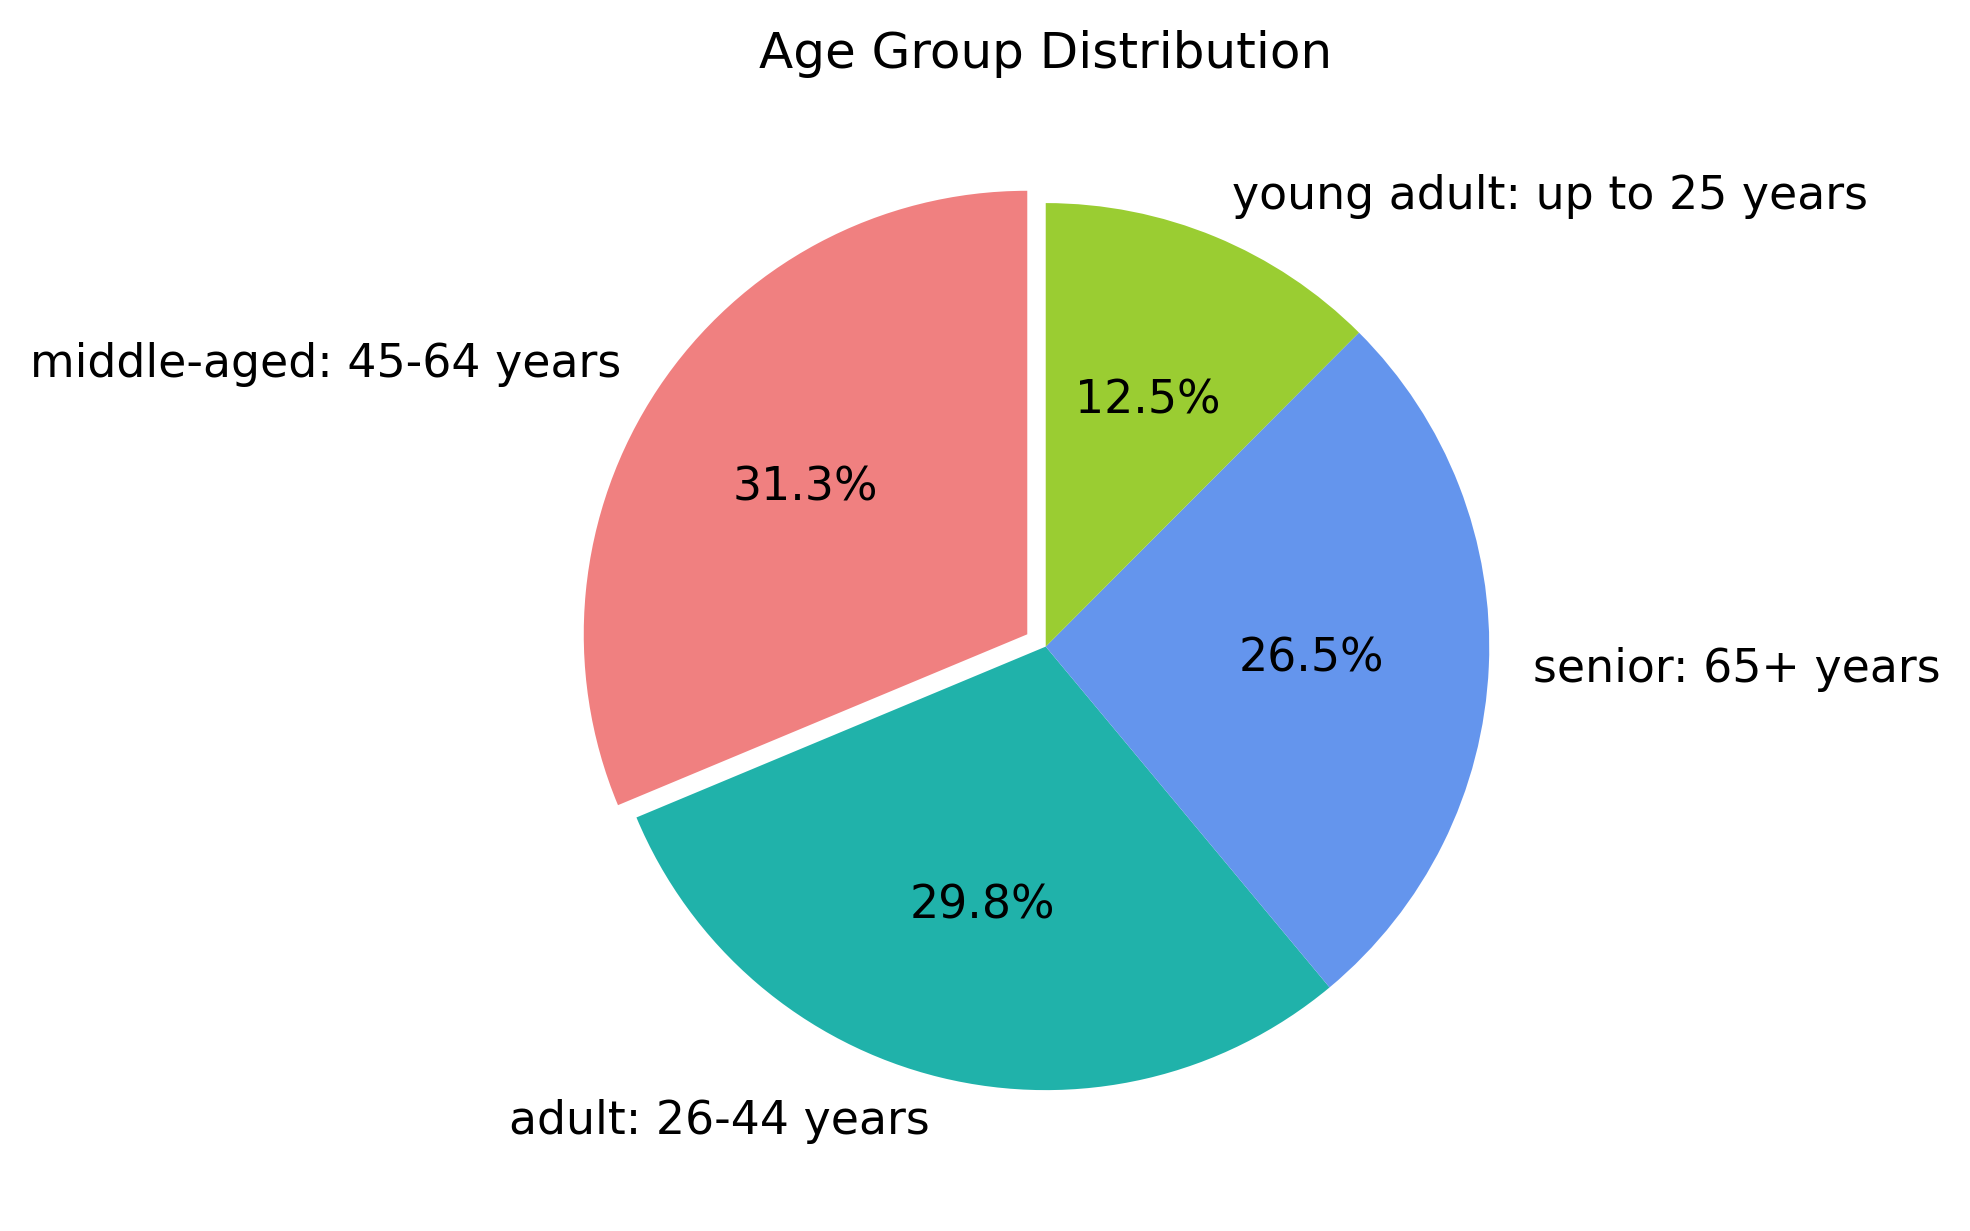 Age Group Distribution
young adult: up to 25 years
12.5%
middle-aged: 45-64 years
31.3%
26.5%
senior: 65+ years
29.8%
adult: 26-44 years